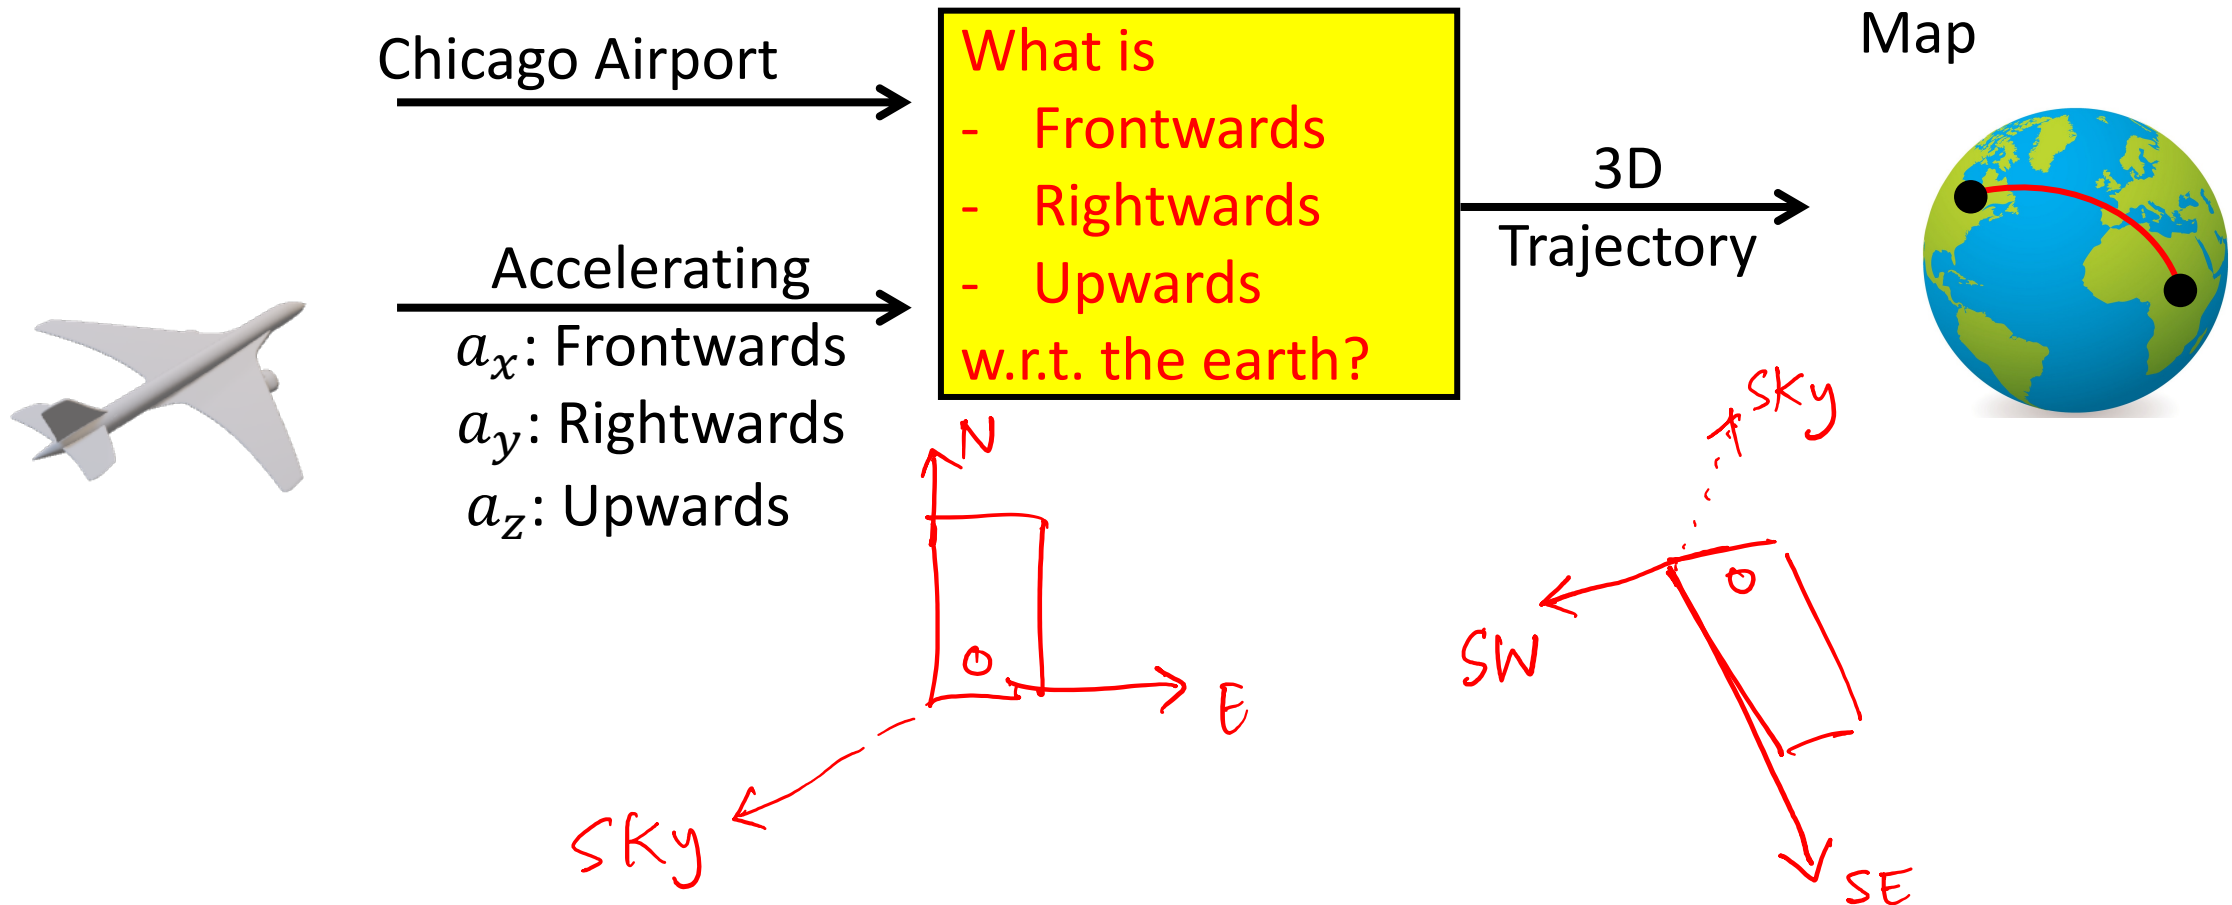 Chicago Airport
Accelerating
a_x: Frontwards
a_y: Rightwards
a_z: Upwards
What is
- Frontwards
- Rightwards
- Upwards
w.r.t. the earth?
3D
Trajectory
Map
N
E
SKy
SKy
SW
SE